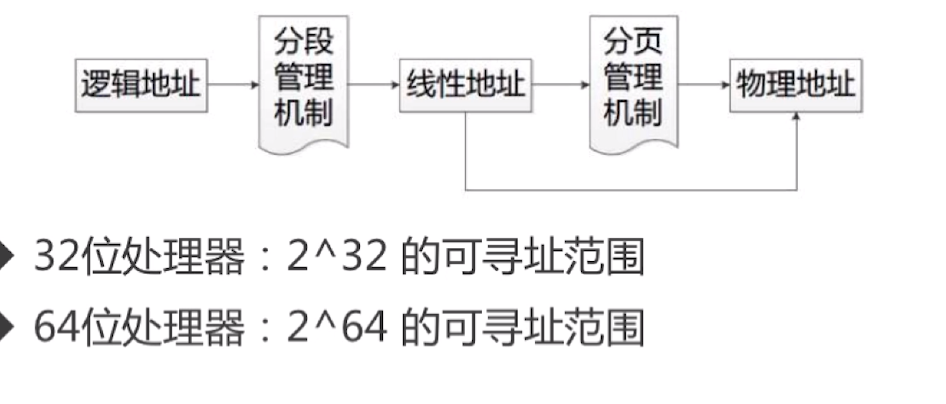 逻辑地址
分段
管理
机制
线性地址
分页
管理
机制
物理地址
32位处理器：2^32 的可寻址范围
64位处理器：2^64 的可寻址范围